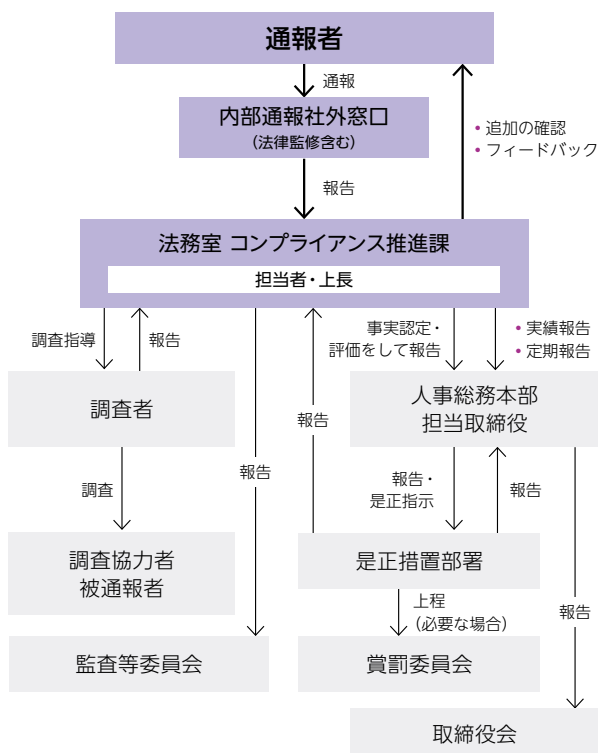 通報者
通報
内部通報社外窓口
(法律監修含む)
• 追加の確認
• フィードバック
報告
法務室 コンプライアンス推進課
担当者・上長
調査指導
報告
事実認定・
評価をして報告
• 実績報告
• 定期報告
調査者
人事総務本部
担当取締役
報告
報告
調査
報告・
是正指示
報告
調査協力者
被通報者
是正措置部署
上程
(必要な場合)
報告
監査等委員会
賞罰委員会
取締役会